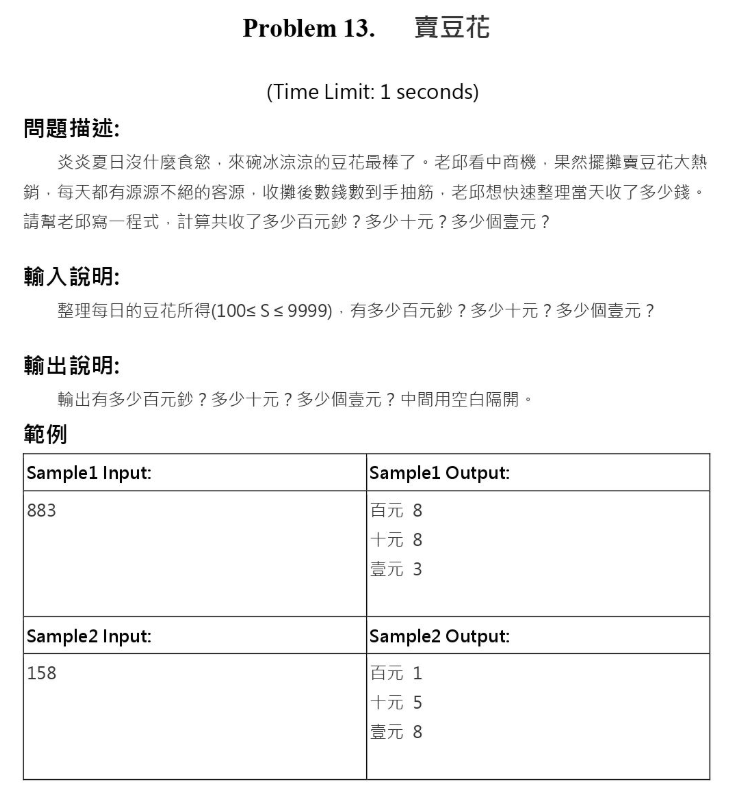 Problem 13. 賣豆花
(Time Limit: 1 seconds)
問題描述:
炎炎夏日沒什麼食慾，來碗冰涼涼的豆花最棒了。老邱看中商機，果然擺攤賣豆花大熱
銷，每天都有源源不絕的客源，收攤後數錢數到手抽筋，老邱想快速整理當天收了多少錢。
請幫老邱寫一程式，計算共收了多少百元鈔？多少十元？多少個壹元？
輸入說明:
整理每日的豆花所得(100≤ S ≤ 9999)，有多少百元鈔？多少十元？多少個壹元？
輸出說明:
輸出有多少百元鈔？多少十元？多少個壹元？中間用空白隔開。
範例
Sample1 Input: Sample1 Output:
883 百元 8
十元 8
壹元 3
Sample2 Input: Sample2 Output:
158 百元 1
十元 5
壹元 8